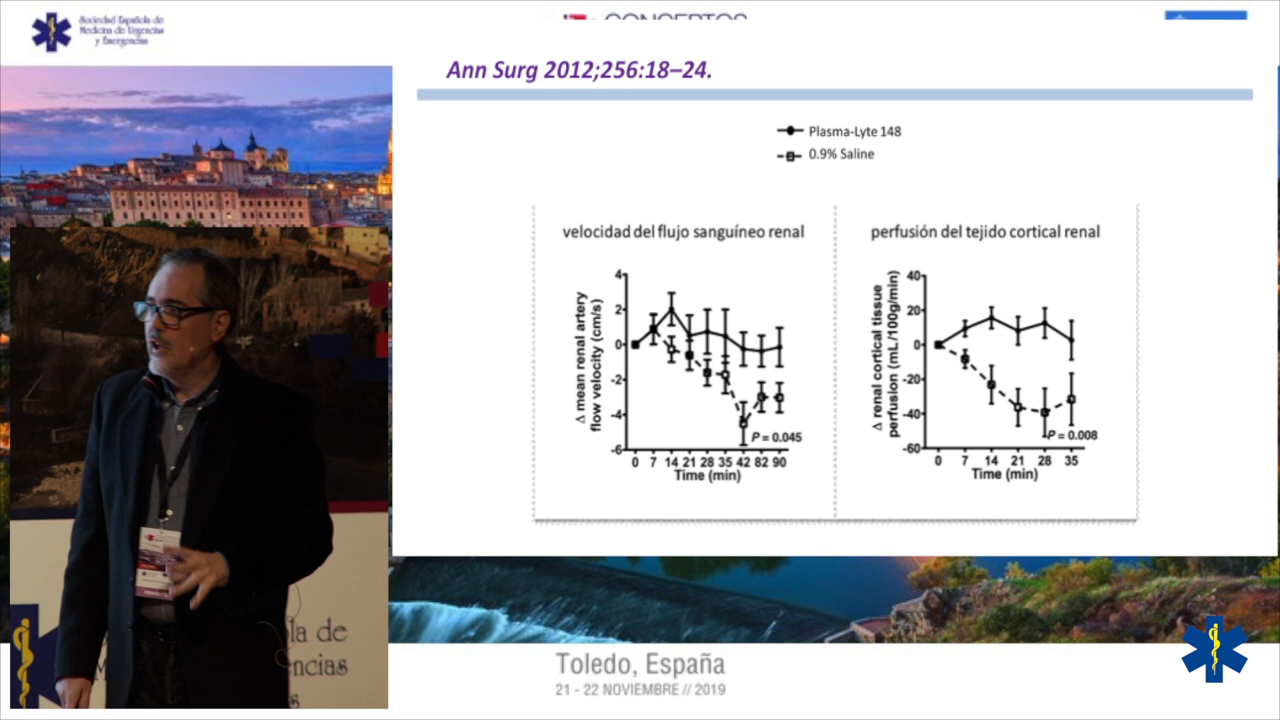 Sociedad Española de
Medicina de Urgencias
y Emergencias
CONCEPTOS
Ann Surg 2012;256:18–24.
Plasma-Lyte 148
0.9% Saline
velocidad del flujo sanguíneo renal
Δ mean renal artery
flow velocity (cm/s)
4
2
0
-2
-4
-6
P = 0.045
0 7 14 21 28 35 42 82 90
Time (min)
perfusión del tejido cortical renal
Δ renal cortical tissue
perfusion (mL/100g/min)
40
20
0
-20
-40
-60
P = 0.008
0 7 14 21 28 35
Time (min)
la de
M
ncias
s
Toledo, España
21 - 22 NOVIEMBRE // 2019